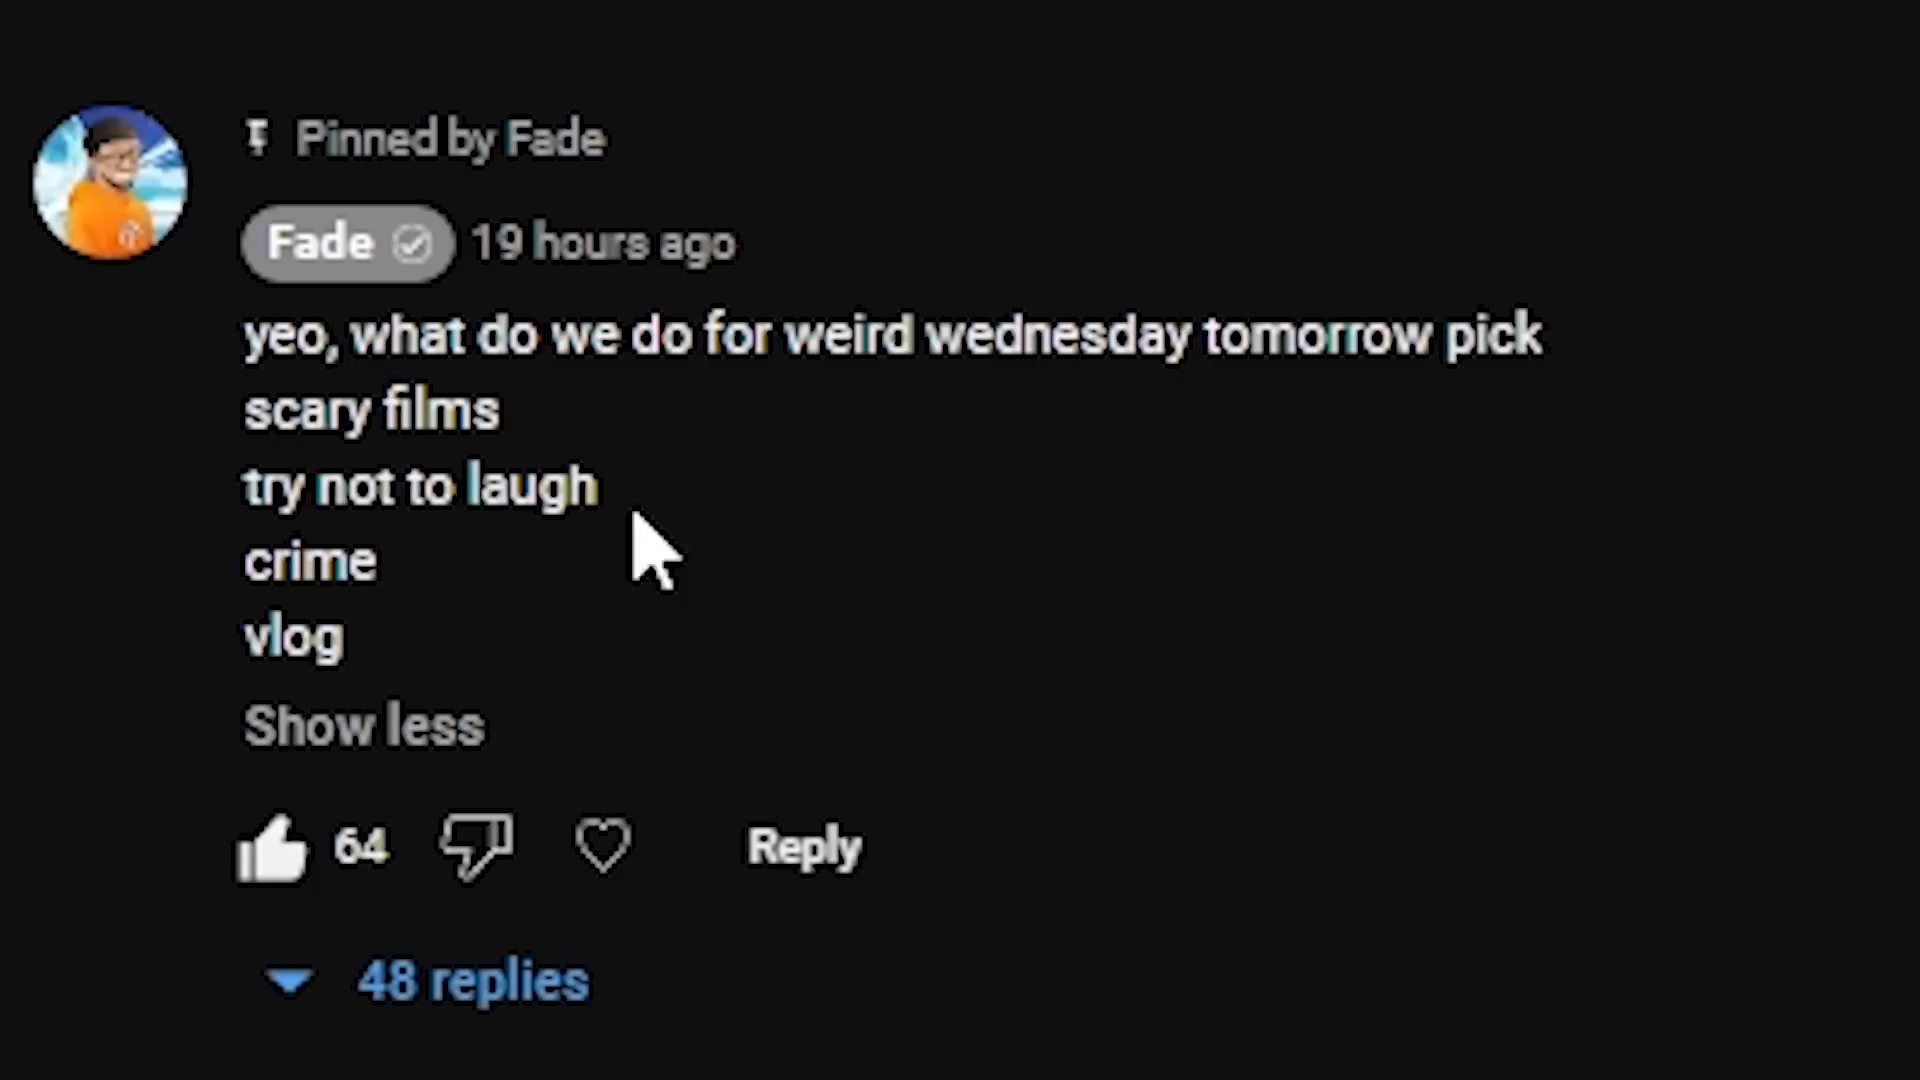 Pinned by Fade
Fade 19 hours ago
yeo, what do we do for weird wednesday tomorrow pick
scary films
try not to laugh
crime
vlog
Show less
64 Reply
48 replies